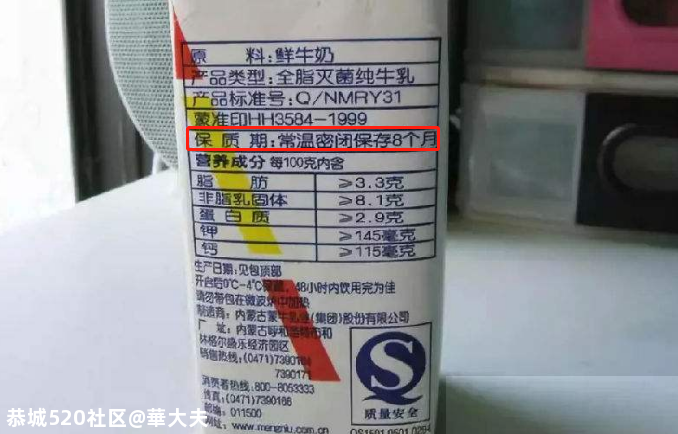 原 料:鲜牛奶
产品类型:全脂灭菌纯牛乳
产品标准号:Q/NMRY31
蒙准印HH3584-1999
保 质 期:常温密闭保存8个月
营养成分 每100克内含
脂 肪 ≥3.3克
非脂乳固体 ≥8.1克
蛋 白 质 ≥2.9克
钾 ≥145毫克
钙 ≥115毫克
生产日期:见包顶部
开启后0℃-4℃ 48小时内饮用完为佳
请勿带包在微波炉中加热
制造商:内蒙古蒙牛乳业(集团)股份有限公司
厂 址:内蒙古呼和浩特市和
林格尔盛乐经济园区
销售热线:(0471)7390164
7390171
消费者热线:800-8053333
传真:(0471)7390166
邮编:011500
www.mengniu.com.cn
质量安全
恭城520社区@華大夫